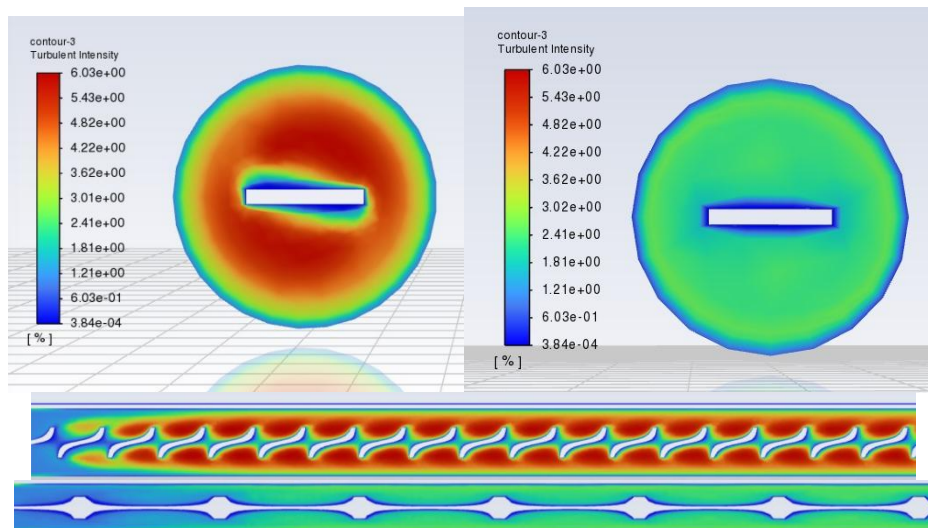 contour-3
Turbulent Intensity
6.03e+00
5.43e+00
4.82e+00
4.22e+00
3.62e+00
3.01e+00
2.41e+00
1.81e+00
1.21e+00
6.03e-01
3.84e-04
[ % ]
contour-3
Turbulent Intensity
6.03e+00
5.43e+00
4.82e+00
4.22e+00
3.62e+00
3.02e+00
2.41e+00
1.81e+00
1.21e+00
6.03e-01
3.84e-04
[ % ]